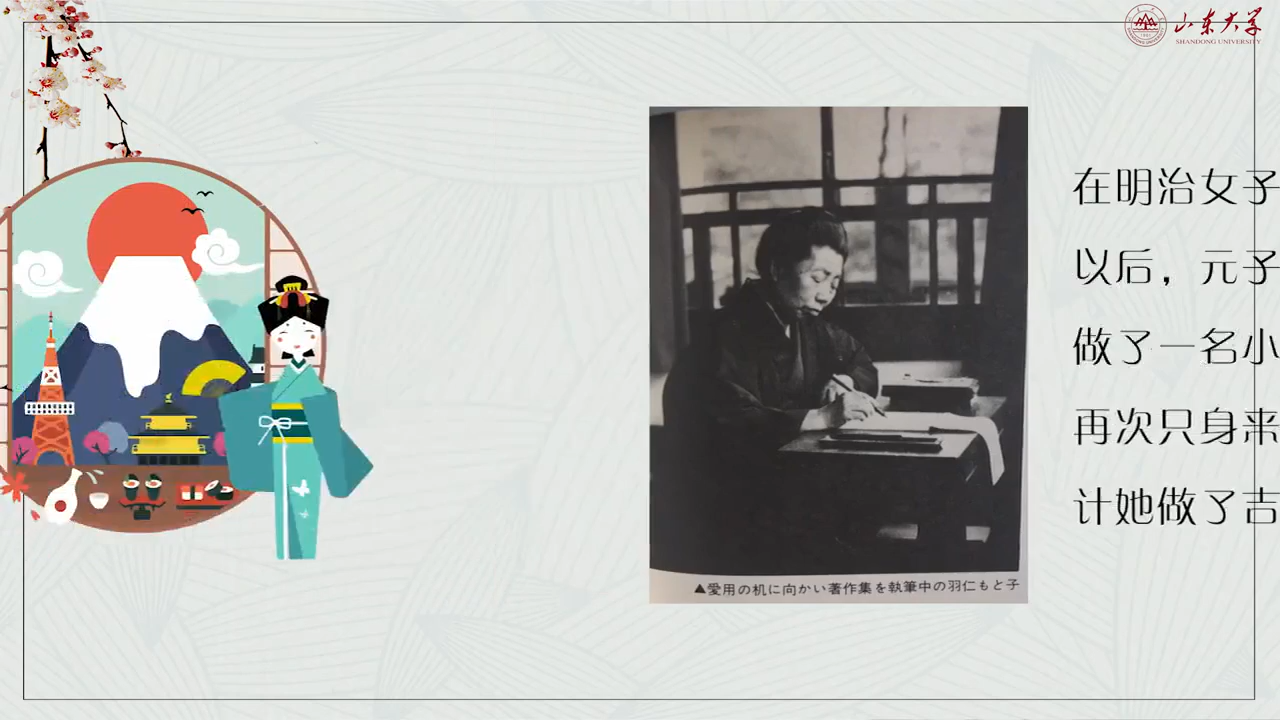 山东大学
SHANDONG UNIVERSITY
在明治女子
以后，元子
做了一名小
再次只身来
计她做了吉
▲愛用の机に向かい著作集を執筆中の羽仁もと子